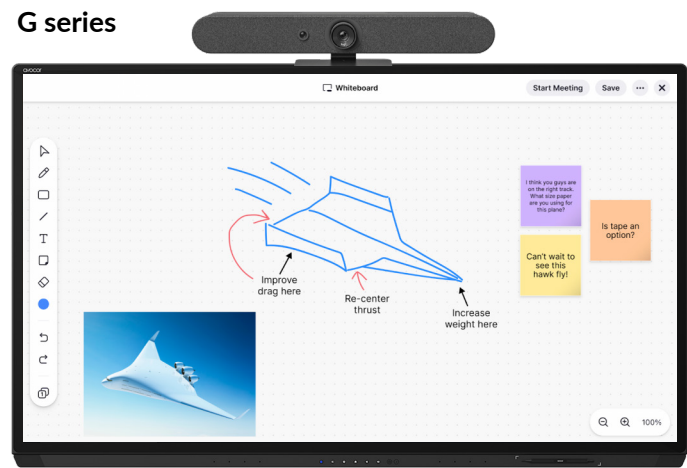 G series
avocor
Whiteboard
Start Meeting
Save
I think you guys are
on the right track.
What size paper
are you using for
this plane?
Is tape an
option?
Can't wait to
see this
hawk fly!
Improve
drag here
Re-center
thrust
Increase
weight here
T
100%